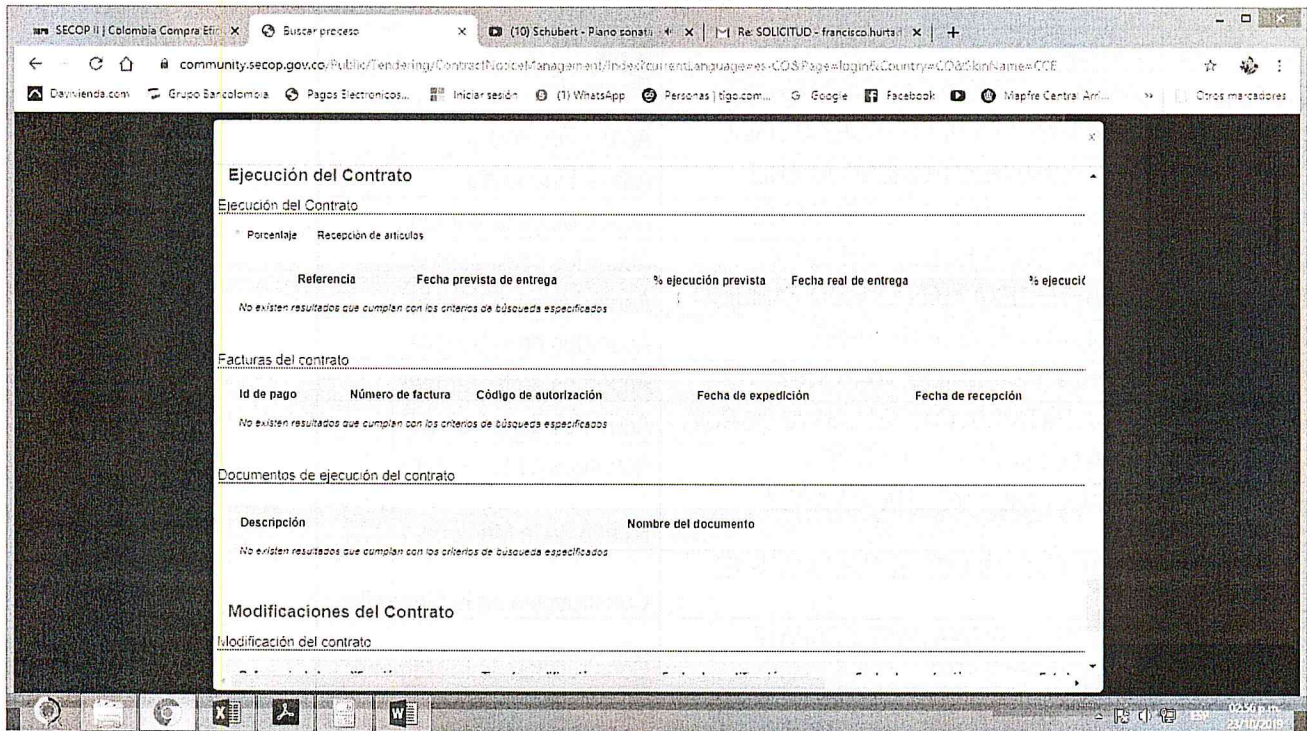 SECOP II | Colombia Compra Efic
Buscar proceso
(10) Schubert - Piano sonat
Re: SOLICITUD - francisco.hurtad
community.secop.gov.co/Public/Tendering/ContractNoticeManagement/Index?currentLanguage=es-CO&Page=login&Country=CO&SkinName=CCE
Davivienda.com
Grupo Bancolombia
Pagos Electronicos...
Iniciar sesión
(1) WhatsApp
Personas | tigo.com...
Google
Facebook
Mapfre Central Arri...
Otros marcadores
Ejecución del Contrato
Ejecución del Contrato
Porcentaje Recepción de artículos
Referencia Fecha prevista de entrega % ejecución prevista Fecha real de entrega % ejecució
No existen resultados que cumplan con los criterios de búsqueda especificados
Facturas del contrato
Id de pago Número de factura Código de autorización Fecha de expedición Fecha de recepción
No existen resultados que cumplan con los criterios de búsqueda especificados
Documentos de ejecución del contrato
Descripción Nombre del documento
No existen resultados que cumplan con los criterios de búsqueda especificados
Modificaciones del Contrato
Modificación del contrato
ESP
02:56 p.m.
23/10/2019